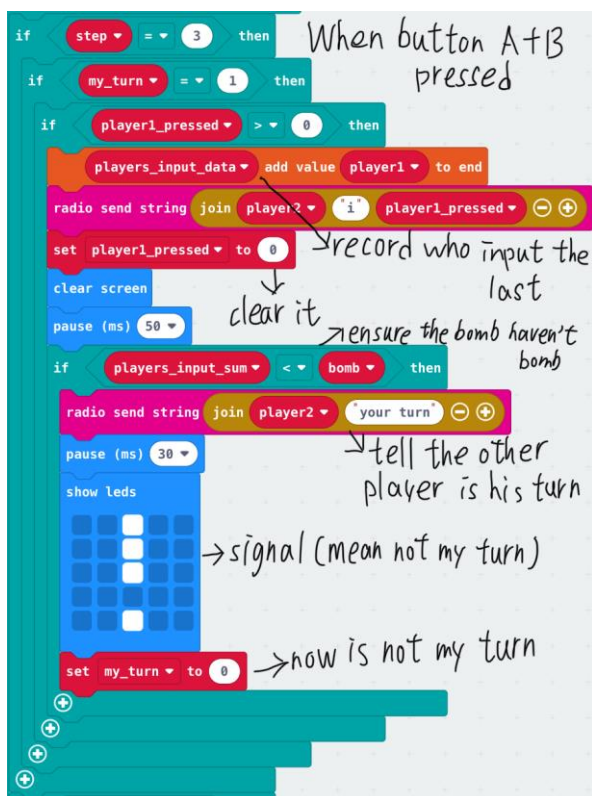 if step = 3 then
When button A+B
pressed
if my_turn = 1 then
if player1_pressed > 0 then
players_input_data add value player1 to end
radio send string join player2 "i" player1_pressed
set player1_pressed to 0
record who input the
last
clear screen
clear it
pause (ms) 50
ensure the bomb haven't
bomb
if players_input_sum < bomb then
radio send string join player2 "your turn"
pause (ms) 30
tell the other
player is his turn
show leds
signal (mean not my turn)
set my_turn to 0
now is not my turn